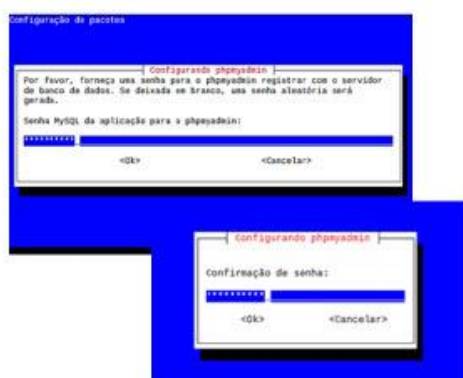 Configuração de pacotes
Configurando phpmyadmin
Por favor, forneça uma senha para o phpmyadmin registrar com o servidor
de banco de dados. Se deixada em branco, uma senha aleatória será
gerada.
Senha MySQL da aplicação para o phpmyadmin:
**********
<Ok> <Cancelar>
Configurando phpmyadmin
Confirmação de senha:
**********
<Ok> <Cancelar>